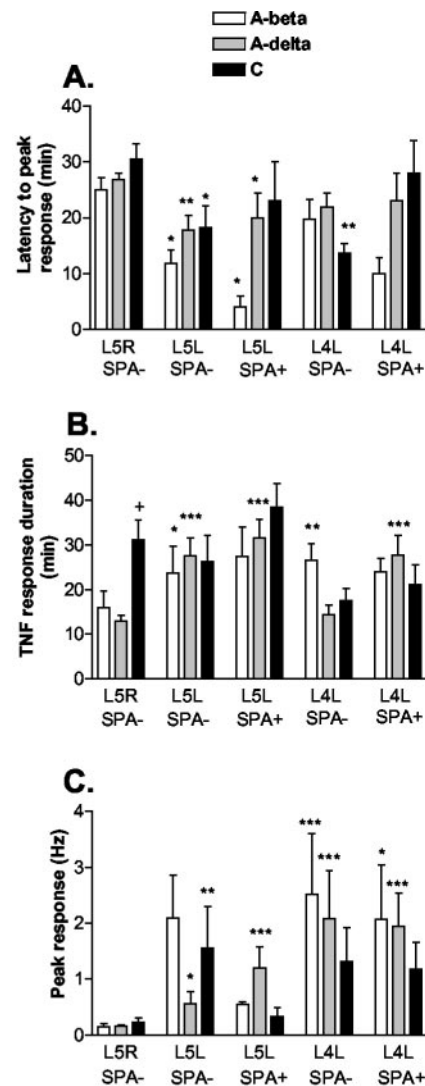 A-beta
A-delta
C
A.
Latency to peak
response (min)
40
30
20
10
0
*
**
*
*
*
**
L5R L5L L5L L4L L4L
SPA- SPA- SPA+ SPA- SPA+
B.
TNF response duration
(min)
50
40
30
20
10
0
+
*
***
***
**
***
L5R L5L L5L L4L L4L
SPA- SPA- SPA+ SPA- SPA+
C.
Peak response (Hz)
4
3
2
1
0
*
**
***
***
***
*
***
L5R L5L L5L L4L L4L
SPA- SPA- SPA+ SPA- SPA+